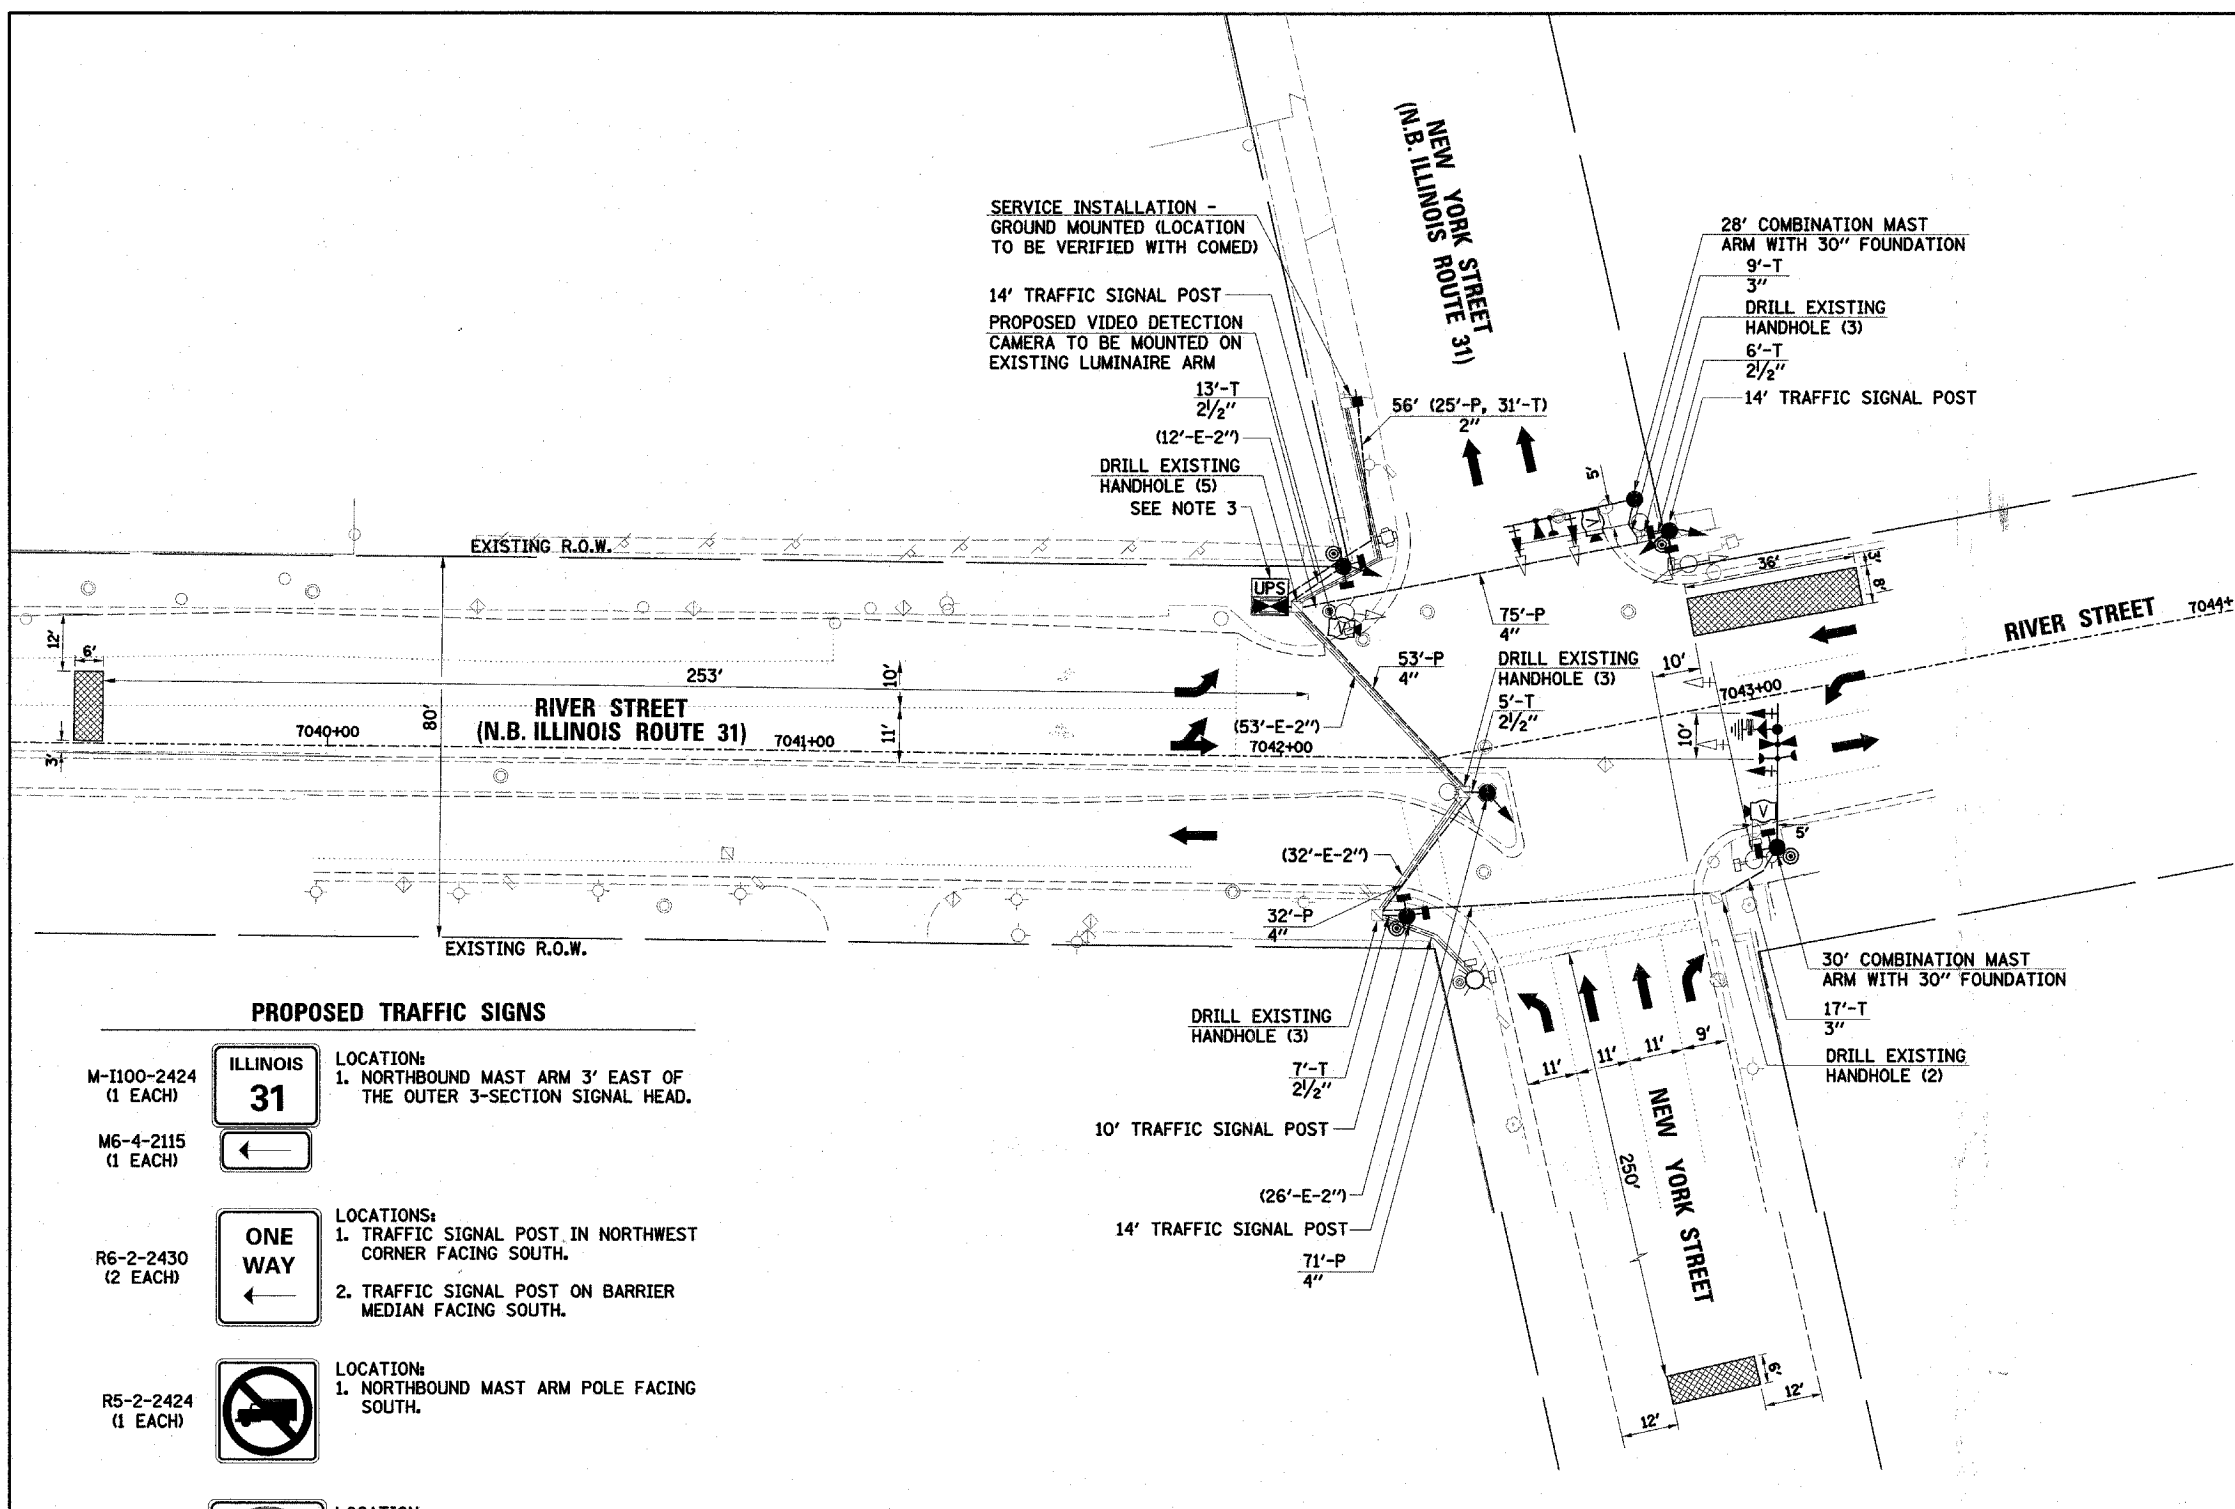 NEW YORK STREET
(N.B. ILLINOIS ROUTE 31)
SERVICE INSTALLATION -
GROUND MOUNTED (LOCATION
TO BE VERIFIED WITH COMED)
14' TRAFFIC SIGNAL POST
PROPOSED VIDEO DETECTION
CAMERA TO BE MOUNTED ON
EXISTING LUMINAIRE ARM
13'-T
2½"
(12'-E-2")
DRILL EXISTING
HANDHOLE (5)
SEE NOTE 3
56' (25'-P, 31'-T)
2"
28' COMBINATION MAST
ARM WITH 30" FOUNDATION
9'-T
3"
DRILL EXISTING
HANDHOLE (3)
6'-T
2½"
14' TRAFFIC SIGNAL POST
5'
V
EXISTING R.O.W.
UPS
V
36'
3'
8'
RIVER STREET
7044+
75'-P
4"
53'-P
4"
DRILL EXISTING
HANDHOLE (3)
5'-T
2½"
10'
7043+00
10'
12'
6'
253'
10'
11'
80'
3'
RIVER STREET
(N.B. ILLINOIS ROUTE 31)
7040+00
7041+00
(53'-E-2")
7042+00
V
5'
(32'-E-2")
32'-P
4"
EXISTING R.O.W.
30' COMBINATION MAST
ARM WITH 30" FOUNDATION
17'-T
3"
DRILL EXISTING
HANDHOLE (2)
DRILL EXISTING
HANDHOLE (3)
7'-T
2½"
10' TRAFFIC SIGNAL POST
(26'-E-2")
14' TRAFFIC SIGNAL POST
71'-P
4"
11'
11'
11'
9'
NEW YORK STREET
250'
6'
12'
12'
PROPOSED TRAFFIC SIGNS
M-I100-2424
(1 EACH)
ILLINOIS
31
LOCATION:
1. NORTHBOUND MAST ARM 3' EAST OF
THE OUTER 3-SECTION SIGNAL HEAD.
M6-4-2115
(1 EACH)
R6-2-2430
(2 EACH)
ONE
WAY
LOCATIONS:
1. TRAFFIC SIGNAL POST IN NORTHWEST
CORNER FACING SOUTH.
2. TRAFFIC SIGNAL POST ON BARRIER
MEDIAN FACING SOUTH.
R5-2-2424
(1 EACH)
LOCATION:
1. NORTHBOUND MAST ARM POLE FACING
SOUTH.